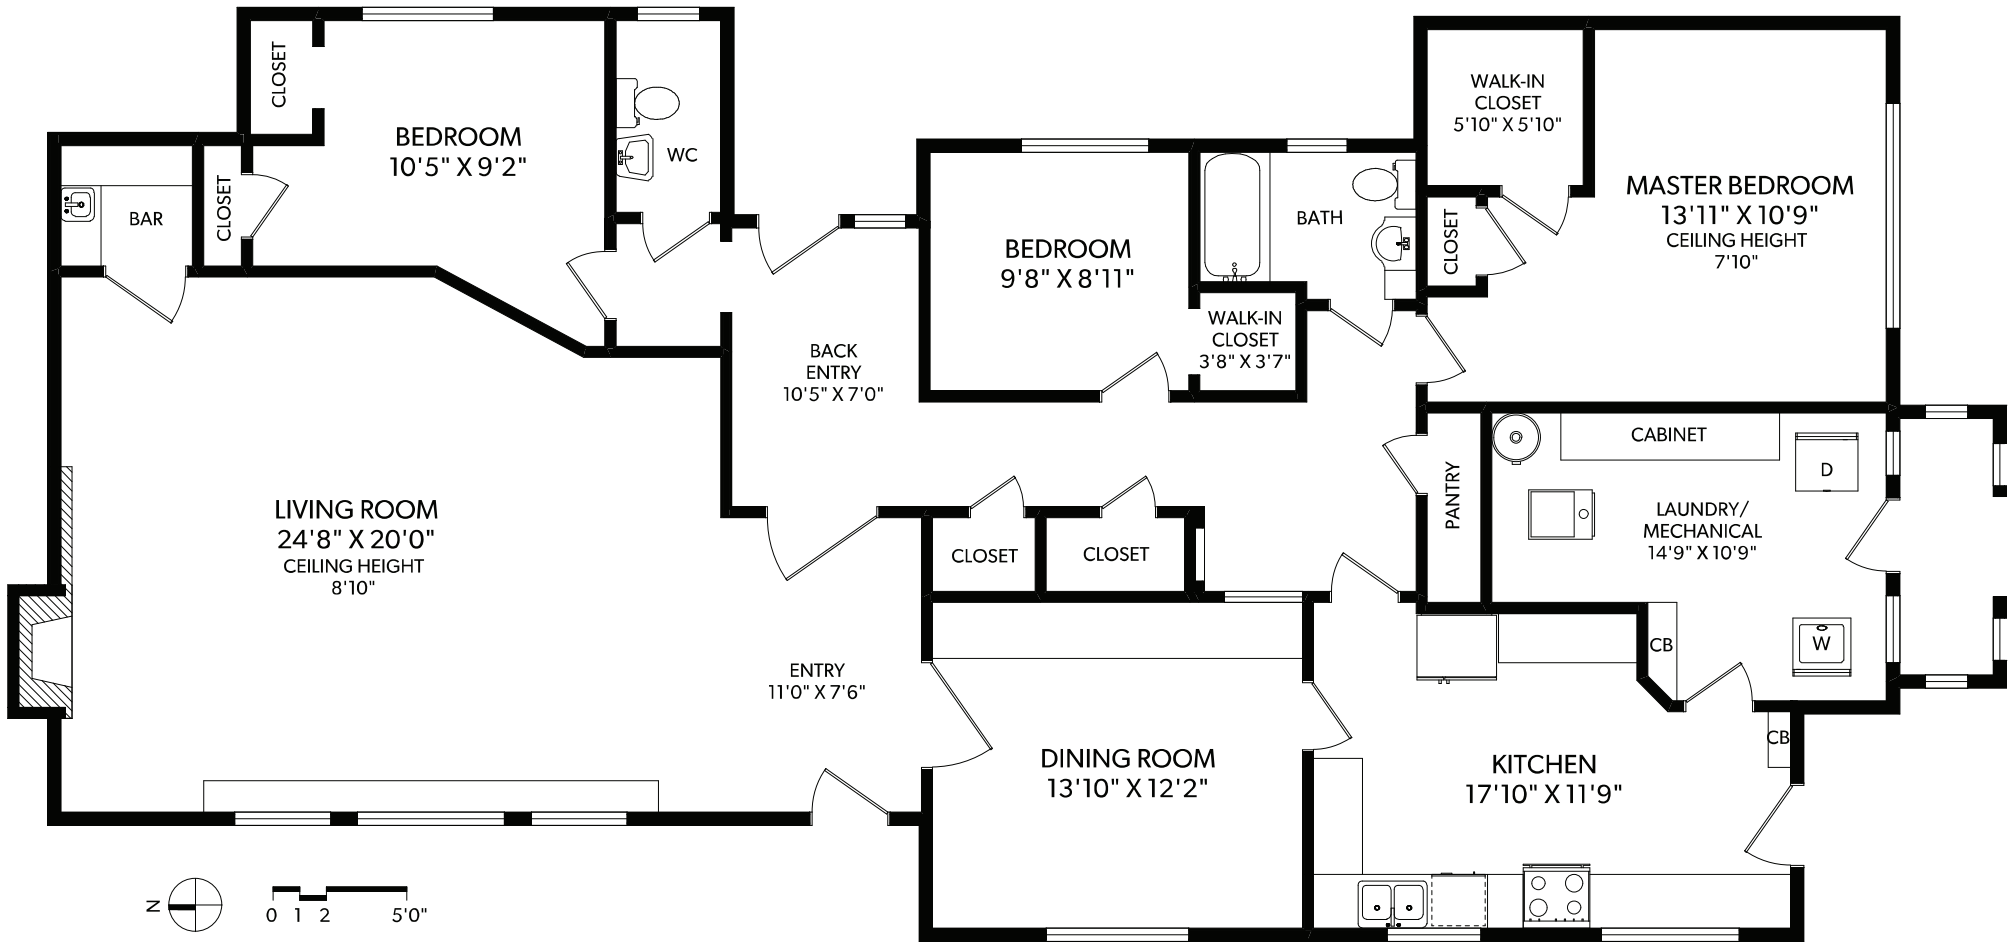 CLOSET
BEDROOM
10'5" X 9'2"
WC
BAR
CLOSET
BEDROOM
9'8" X 8'11"
BATH
WALK-IN
CLOSET
3'8" X 3'7"
WALK-IN
CLOSET
5'10" X 5'10"
CLOSET
MASTER BEDROOM
13'11" X 10'9"
CEILING HEIGHT
7'10"
BACK
ENTRY
10'5" X 7'0"
LIVING ROOM
24'8" X 20'0"
CEILING HEIGHT
8'10"
CLOSET
CLOSET
PANTRY
CABINET
D
LAUNDRY/
MECHANICAL
14'9" X 10'9"
CB
W
ENTRY
11'0" X 7'6"
DINING ROOM
13'10" X 12'2"
KITCHEN
17'10" X 11'9"
CB
N
0 1 2 5'0"